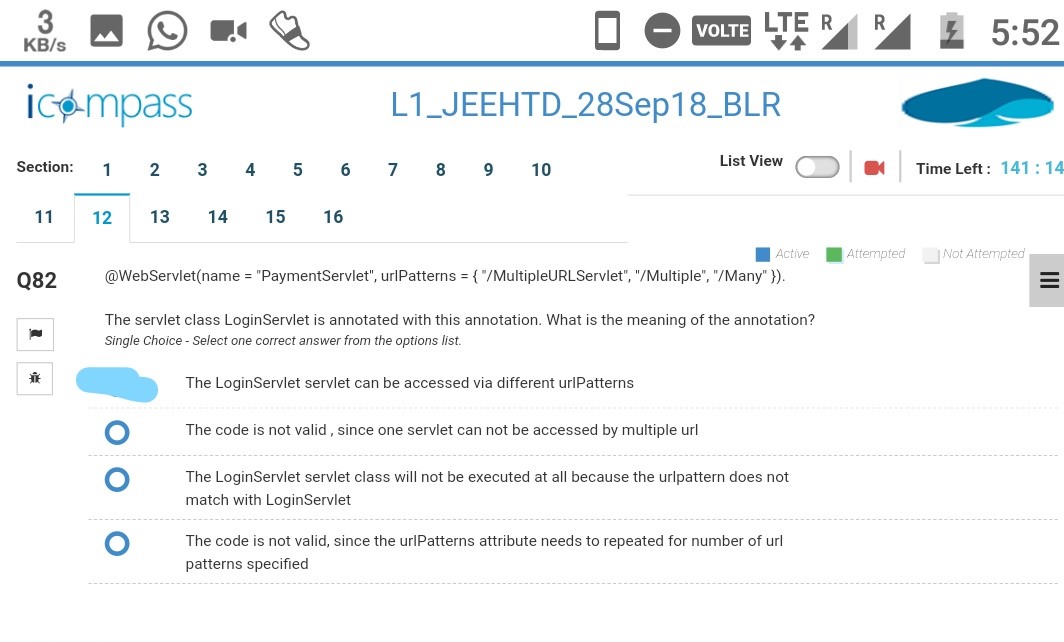 3
KB/s
VOLTE
LTE
R
R
5:52
icompass
L1_JEEHTD_28Sep18_BLR
Section: 1 2 3 4 5 6 7 8 9 10
List View
Time Left : 141 : 14
11 12 13 14 15 16
Active Attempted Not Attempted
Q82
@WebServlet(name = "PaymentServlet", urlPatterns = { "/MultipleURLServlet", "/Multiple", "/Many" }).
The servlet class LoginServlet is annotated with this annotation. What is the meaning of the annotation?
Single Choice - Select one correct answer from the options list.
The LoginServlet servlet can be accessed via different urlPatterns
The code is not valid , since one servlet can not be accessed by multiple url
The LoginServlet servlet class will not be executed at all because the urlpattern does not
match with LoginServlet
The code is not valid, since the urlPatterns attribute needs to repeated for number of url
patterns specified